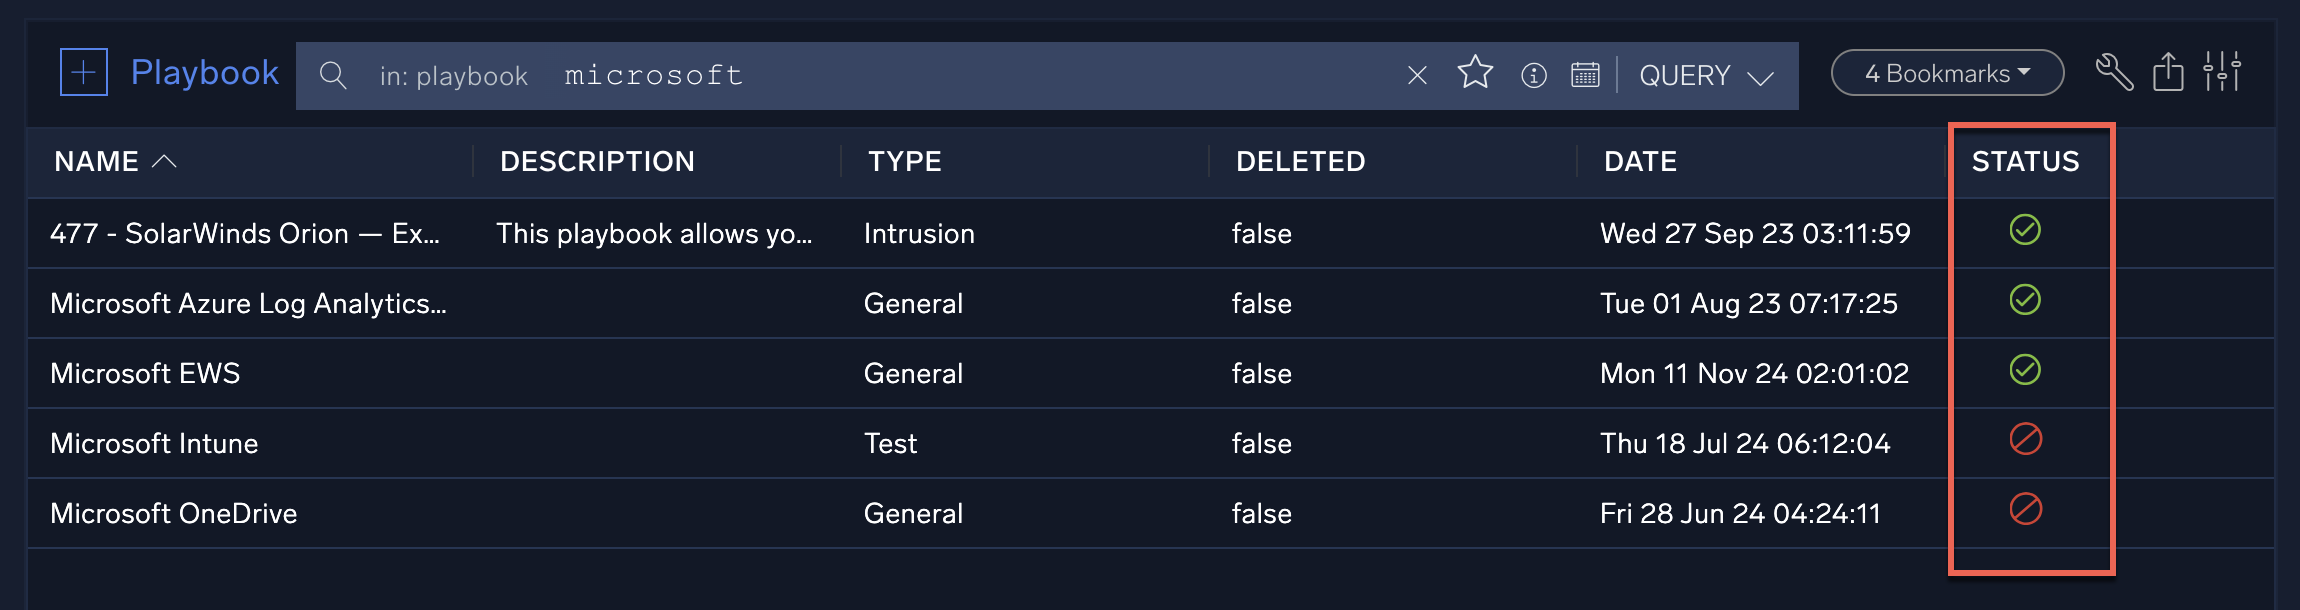 Playbook in: playbook microsoft QUERY 4 Bookmarks
NAME DESCRIPTION TYPE DELETED DATE STATUS
477 - SolarWinds Orion — Ex... This playbook allows yo... Intrusion false Wed 27 Sep 23 03:11:59
Microsoft Azure Log Analytics... General false Tue 01 Aug 23 07:17:25
Microsoft EWS General false Mon 11 Nov 24 02:01:02
Microsoft Intune Test false Thu 18 Jul 24 06:12:04
Microsoft OneDrive General false Fri 28 Jun 24 04:24:11